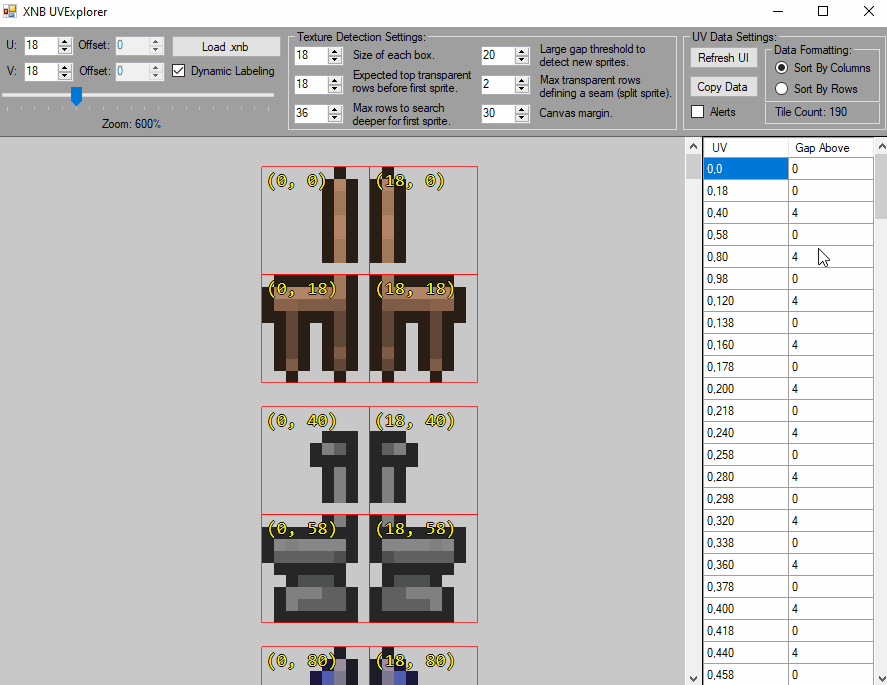 XNB UVExplorer
U: 18 Offset: 0 Load .xnb
V: 18 Offset: 0 Dynamic Labeling
Zoom: 600%
Texture Detection Settings:
18 Size of each box.
18 Expected top transparent
rows before first sprite.
36 Max rows to search
deeper for first sprite.
20 Large gap threshold to
detect new sprites.
2 Max transparent rows
defining a seam (split sprite).
30 Canvas margin.
UV Data Settings:
Refresh UI
Copy Data
Alerts
Data Formatting:
Sort By Columns
Sort By Rows
Tile Count: 190
(0, 0) (18, 0)
(0, 18) (18, 18)
(0, 40) (18, 40)
(0, 58) (18, 58)
(0, 80) (18, 80)
UV Gap Above
0,0 0
0,18 0
0,40 4
0,58 0
0,80 4
0,98 0
0,120 4
0,138 0
0,160 4
0,178 0
0,200 4
0,218 0
0,240 4
0,258 0
0,280 4
0,298 0
0,320 4
0,338 0
0,360 4
0,378 0
0,400 4
0,418 0
0,440 4
0,458 0